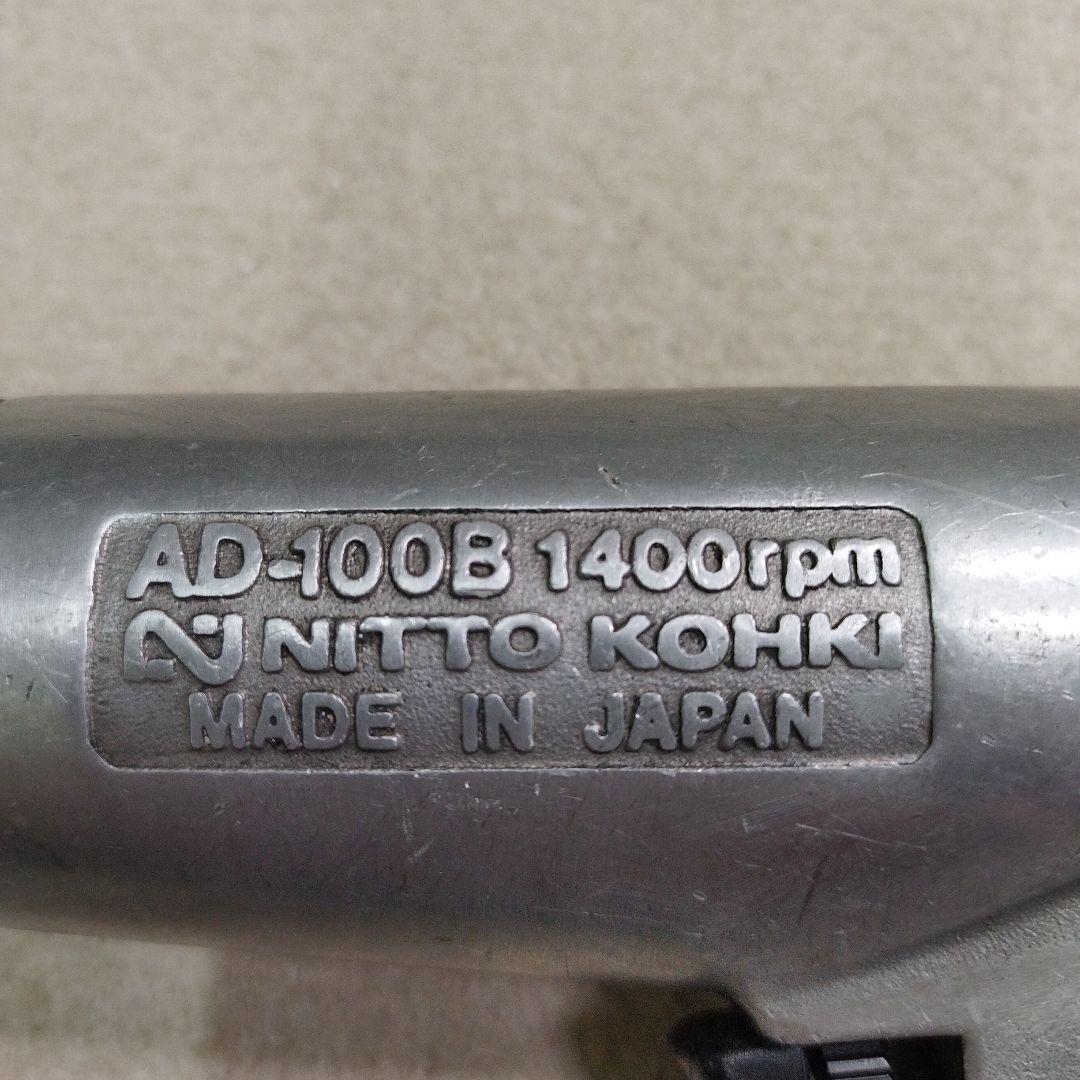 AD-100B 1400rpm
NITTO KOHKI
MADE IN JAPAN